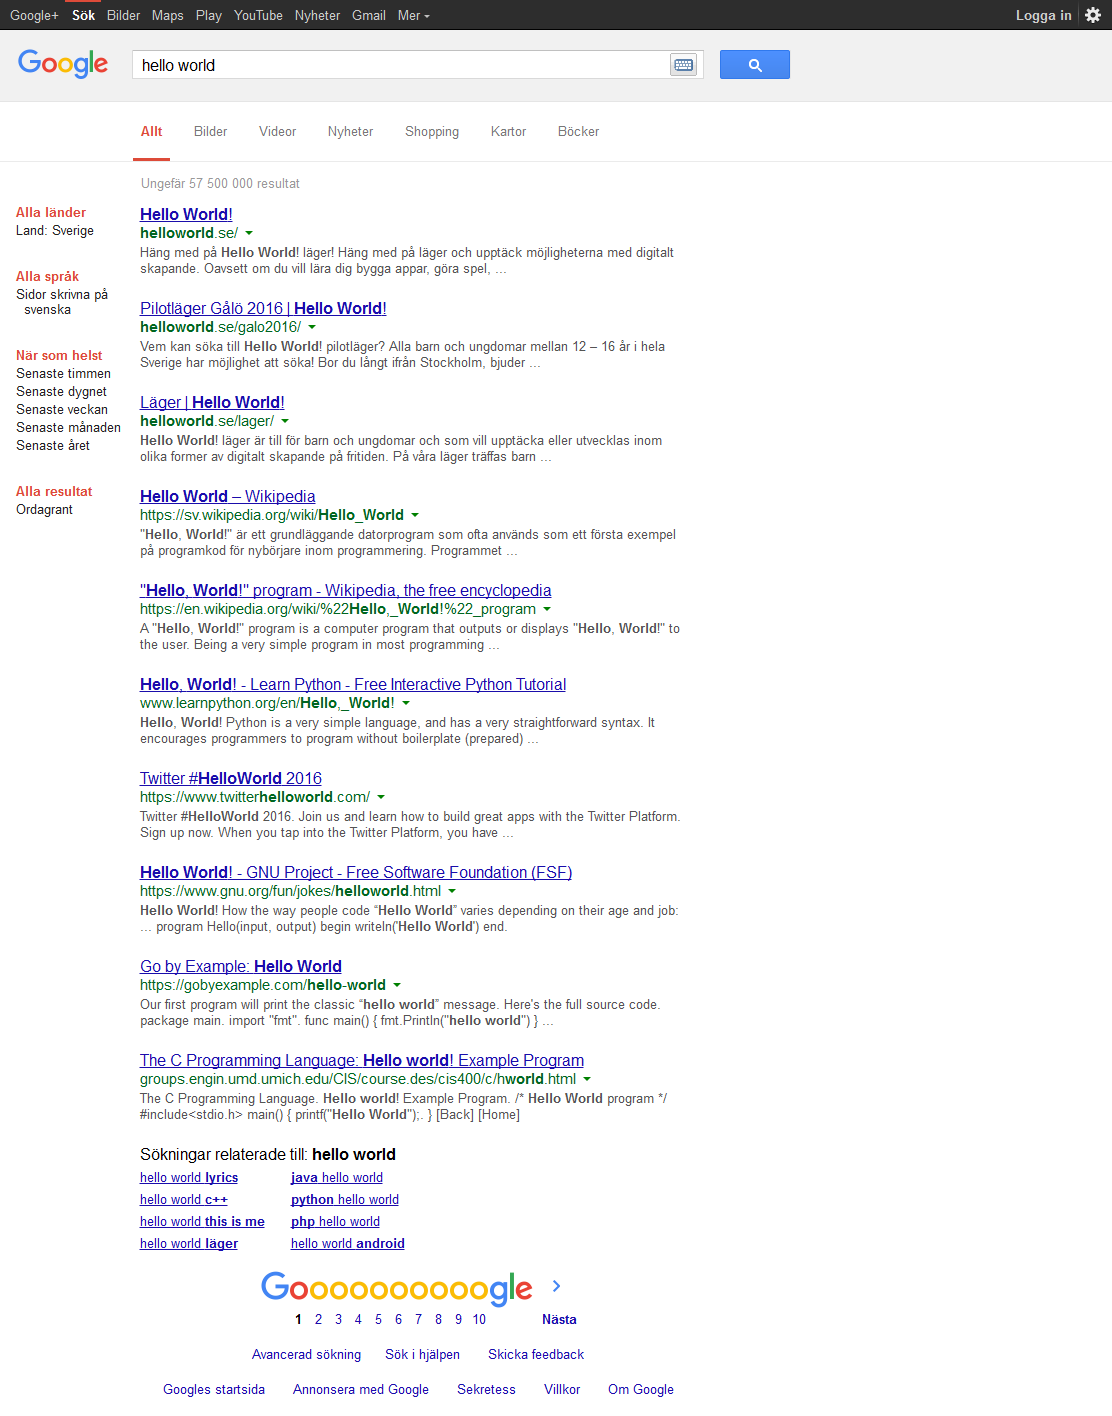 Google+ Sök Bilder Maps Play YouTube Nyheter Gmail Mer Logga in
Google hello world
Allt Bilder Videor Nyheter Shopping Kartor Böcker
Ungefär 57 500 000 resultat
Alla länder
Land: Sverige
Alla språk
Sidor skrivna på
svenska
När som helst
Senaste timmen
Senaste dygnet
Senaste veckan
Senaste månaden
Senaste året
Alla resultat
Ordagrant
Hello World!
helloworld.se/
Häng med på Hello World! läger! Häng med på läger och upptäck möjligheterna med digitalt
skapande. Oavsett om du vill lära dig bygga appar, göra spel, ...
Pilotläger Gålö 2016 | Hello World!
helloworld.se/galo2016/
Vem kan söka till Hello World! pilotläger? Alla barn och ungdomar mellan 12 – 16 år i hela
Sverige har möjlighet att söka! Bor du långt ifrån Stockholm, bjuder ...
Läger | Hello World!
helloworld.se/lager/
Hello World! läger är till för barn och ungdomar och som vill upptäcka eller utvecklas inom
olika former av digitalt skapande på fritiden. På våra läger träffas barn ...
Hello World – Wikipedia
https://sv.wikipedia.org/wiki/Hello_World
"Hello, World!" är ett grundläggande datorprogram som ofta används som ett första exempel
på programkod för nybörjare inom programmering. Programmet ...
"Hello, World!" program - Wikipedia, the free encyclopedia
https://en.wikipedia.org/wiki/%22Hello,_World!%22_program
A "Hello, World!" program is a computer program that outputs or displays "Hello, World!" to
the user. Being a very simple program in most programming ...
Hello, World! - Learn Python - Free Interactive Python Tutorial
www.learnpython.org/en/Hello,_World!
Hello, World! Python is a very simple language, and has a very straightforward syntax. It
encourages programmers to program without boilerplate (prepared) ...
Twitter #HelloWorld 2016
https://www.twitterhelloworld.com/
Twitter #HelloWorld 2016. Join us and learn how to build great apps with the Twitter Platform.
Sign up now. When you tap into the Twitter Platform, you have ...
Hello World! - GNU Project - Free Software Foundation (FSF)
https://www.gnu.org/fun/jokes/helloworld.html
Hello World! How the way people code “Hello World” varies depending on their age and job:
... program Hello(input, output) begin writeln('Hello World') end.
Go by Example: Hello World
https://gobyexample.com/hello-world
Our first program will print the classic “hello world” message. Here's the full source code.
package main. import "fmt". func main() { fmt.Println("hello world") } ...
The C Programming Language: Hello world! Example Program
groups.engin.umd.umich.edu/CIS/course.des/cis400/c/hworld.html
The C Programming Language. Hello world! Example Program. /* Hello World program */
#include<stdio.h> main() { printf("Hello World");. } [Back] [Home]
Sökningar relaterade till: hello world
hello world lyrics java hello world
hello world c++ python hello world
hello world this is me php hello world
hello world läger hello world android
Goooooooooogle
1 2 3 4 5 6 7 8 9 10 Nästa
Avancerad sökning Sök i hjälpen Skicka feedback
Googles startsida Annonsera med Google Sekretess Villkor Om Google